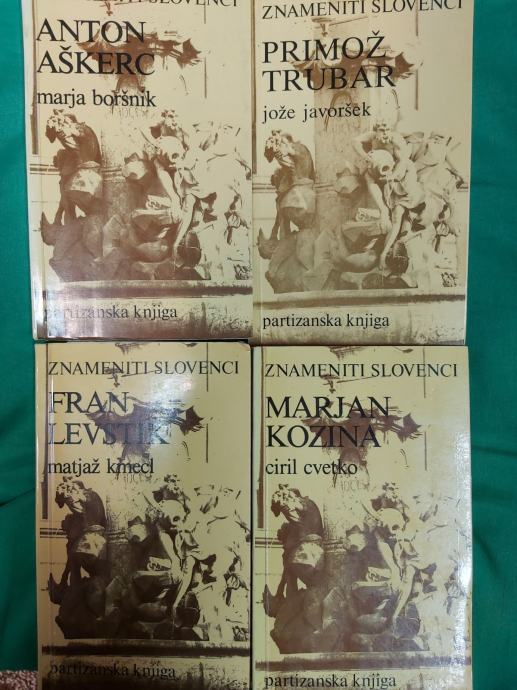 ZNAMENITI SLOVENCI
ANTON
AŠKERC
marja boršnik
partizanska knjiga
ZNAMENITI SLOVENCI
PRIMOŽ
TRUBAR
jože javoršek
partizanska knjiga
ZNAMENITI SLOVENCI
FRAN
LEVSTIK
matjaž kmecl
partizanska knjiga
ZNAMENITI SLOVENCI
MARJAN
KOZINA
ciril cvetko
partizanska knjiga